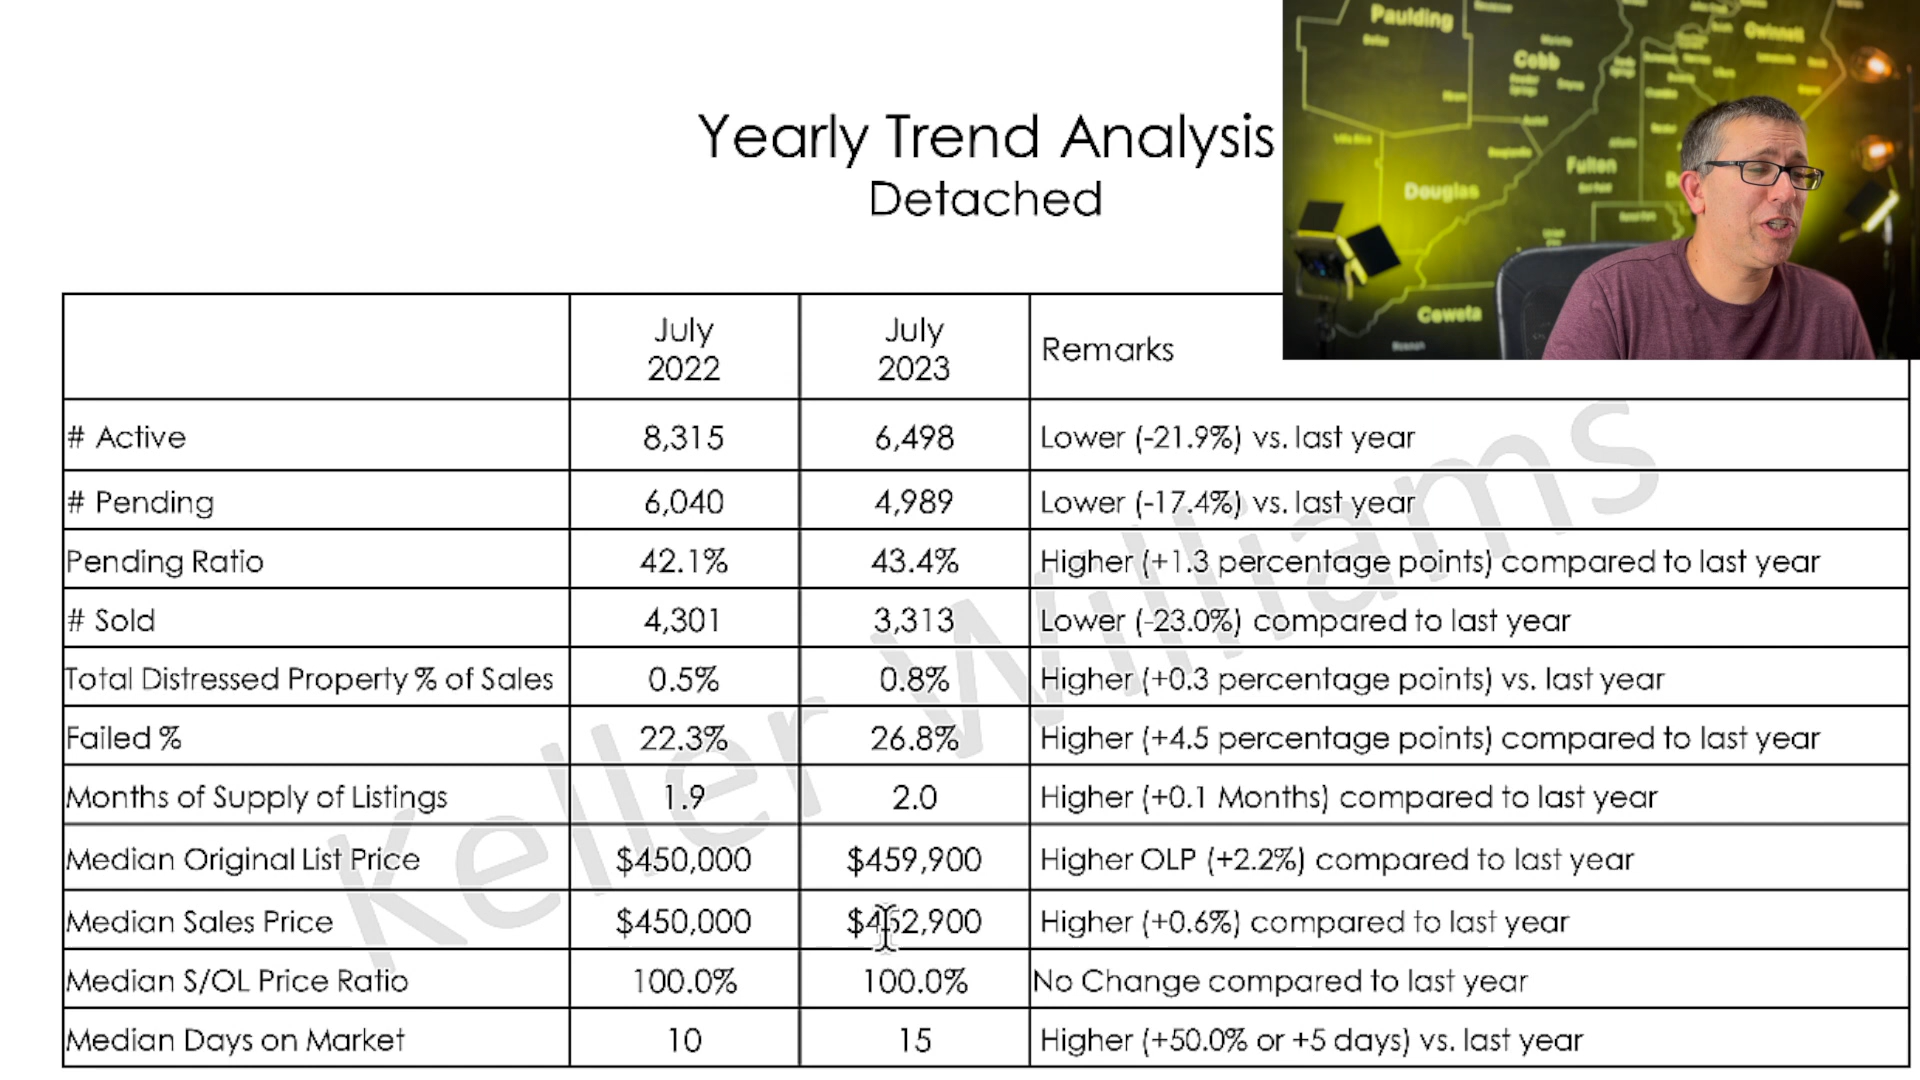 Yearly Trend Analysis
Detached
Paulding
Cobb
Gwinnett
Fulton
Douglas
Coweta
July 2022 July 2023 Remarks
# Active 8,315 6,498 Lower (-21.9%) vs. last year
# Pending 6,040 4,989 Lower (-17.4%) vs. last year
Pending Ratio 42.1% 43.4% Higher (+1.3 percentage points) compared to last year
# Sold 4,301 3,313 Lower (-23.0%) compared to last year
Total Distressed Property % of Sales 0.5% 0.8% Higher (+0.3 percentage points) vs. last year
Failed % 22.3% 26.8% Higher (+4.5 percentage points) compared to last year
Months of Supply of Listings 1.9 2.0 Higher (+0.1 Months) compared to last year
Median Original List Price $450,000 $459,900 Higher OLP (+2.2%) compared to last year
Median Sales Price $450,000 $452,900 Higher (+0.6%) compared to last year
Median S/OL Price Ratio 100.0% 100.0% No Change compared to last year
Median Days on Market 10 15 Higher (+50.0% or +5 days) vs. last year
Keller Williams